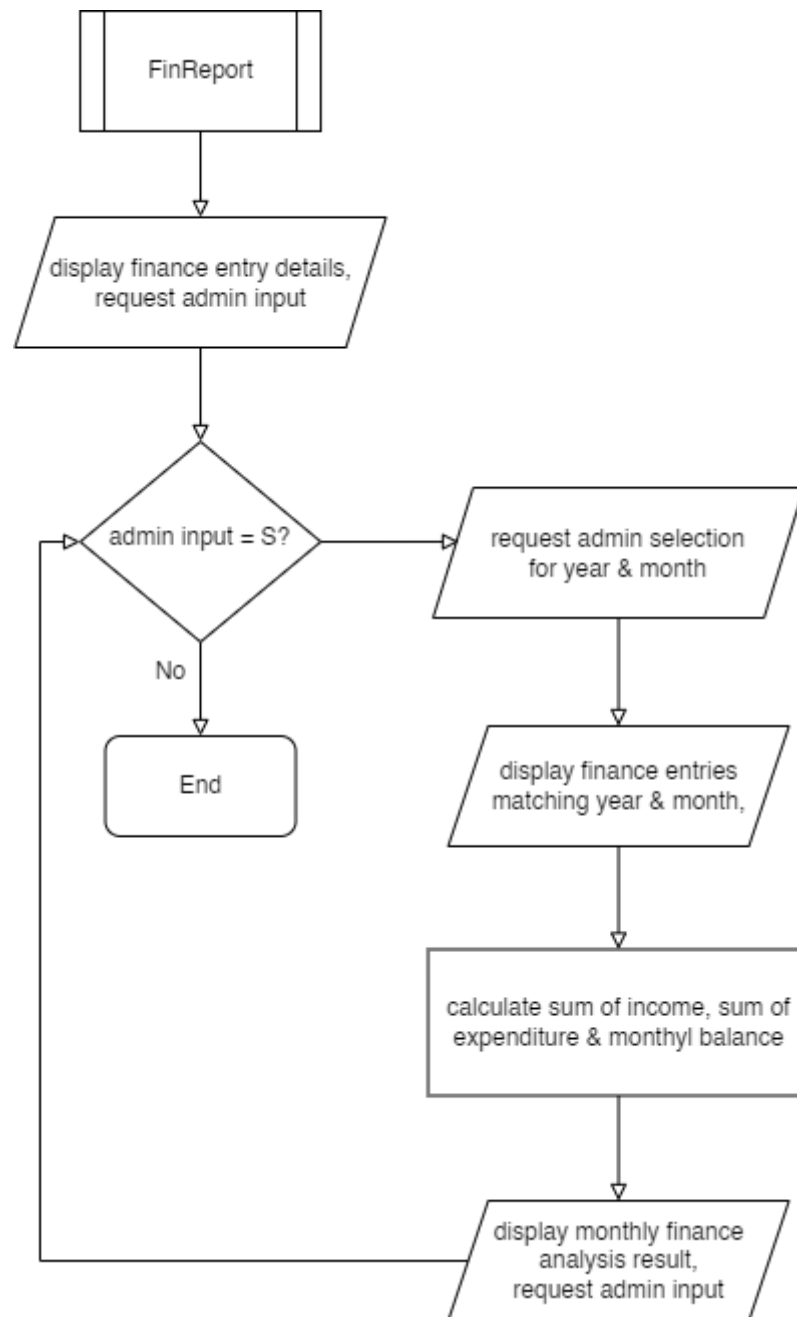 FinReport
display finance entry details,
request admin input
admin input = S?
No
End
request admin selection
for year & month
display finance entries
matching year & month,
calculate sum of income, sum of
expenditure & monthyl balance
display monthly finance
analysis result,
request admin input